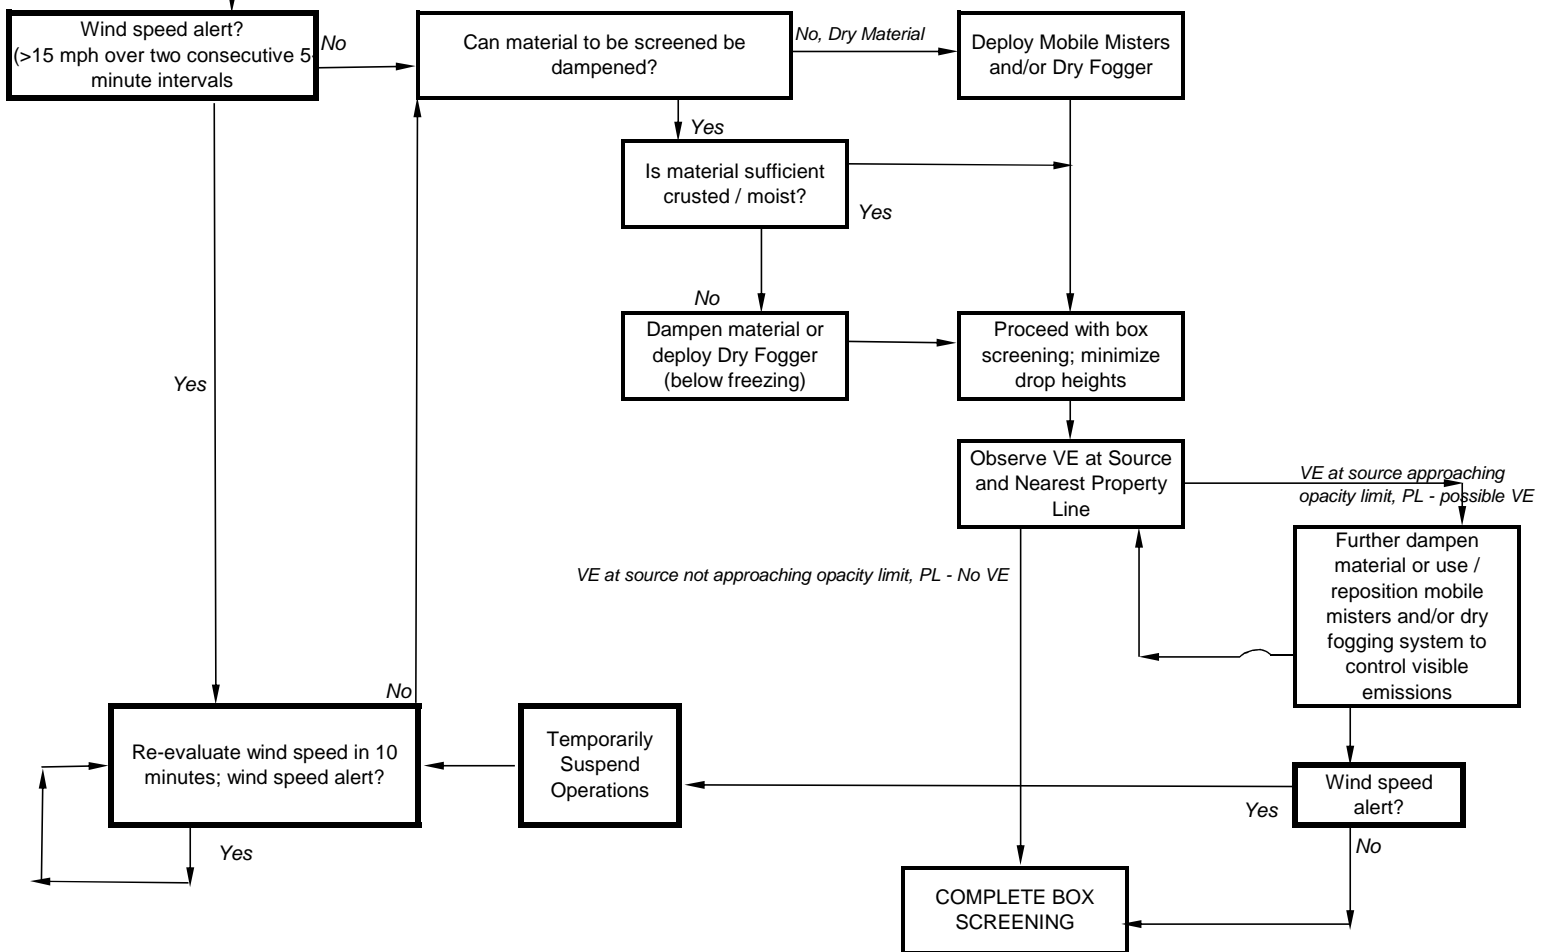 Wind speed alert?
(>15 mph over two consecutive 5-
minute intervals
No
Can material to be screened be
dampened?
No, Dry Material
Deploy Mobile Misters
and/or Dry Fogger
Yes
Is material sufficient
crusted / moist?
Yes
No
Dampen material or
deploy Dry Fogger
(below freezing)
Proceed with box
screening; minimize
drop heights
Yes
Observe VE at Source
and Nearest Property
Line
VE at source approaching
opacity limit, PL - possible VE
VE at source not approaching opacity limit, PL - No VE
Further dampen
material or use /
reposition mobile
misters and/or dry
fogging system to
control visible
emissions
No
Re-evaluate wind speed in 10
minutes; wind speed alert?
Yes
Temporarily
Suspend
Operations
Wind speed
alert?
Yes
No
COMPLETE BOX
SCREENING